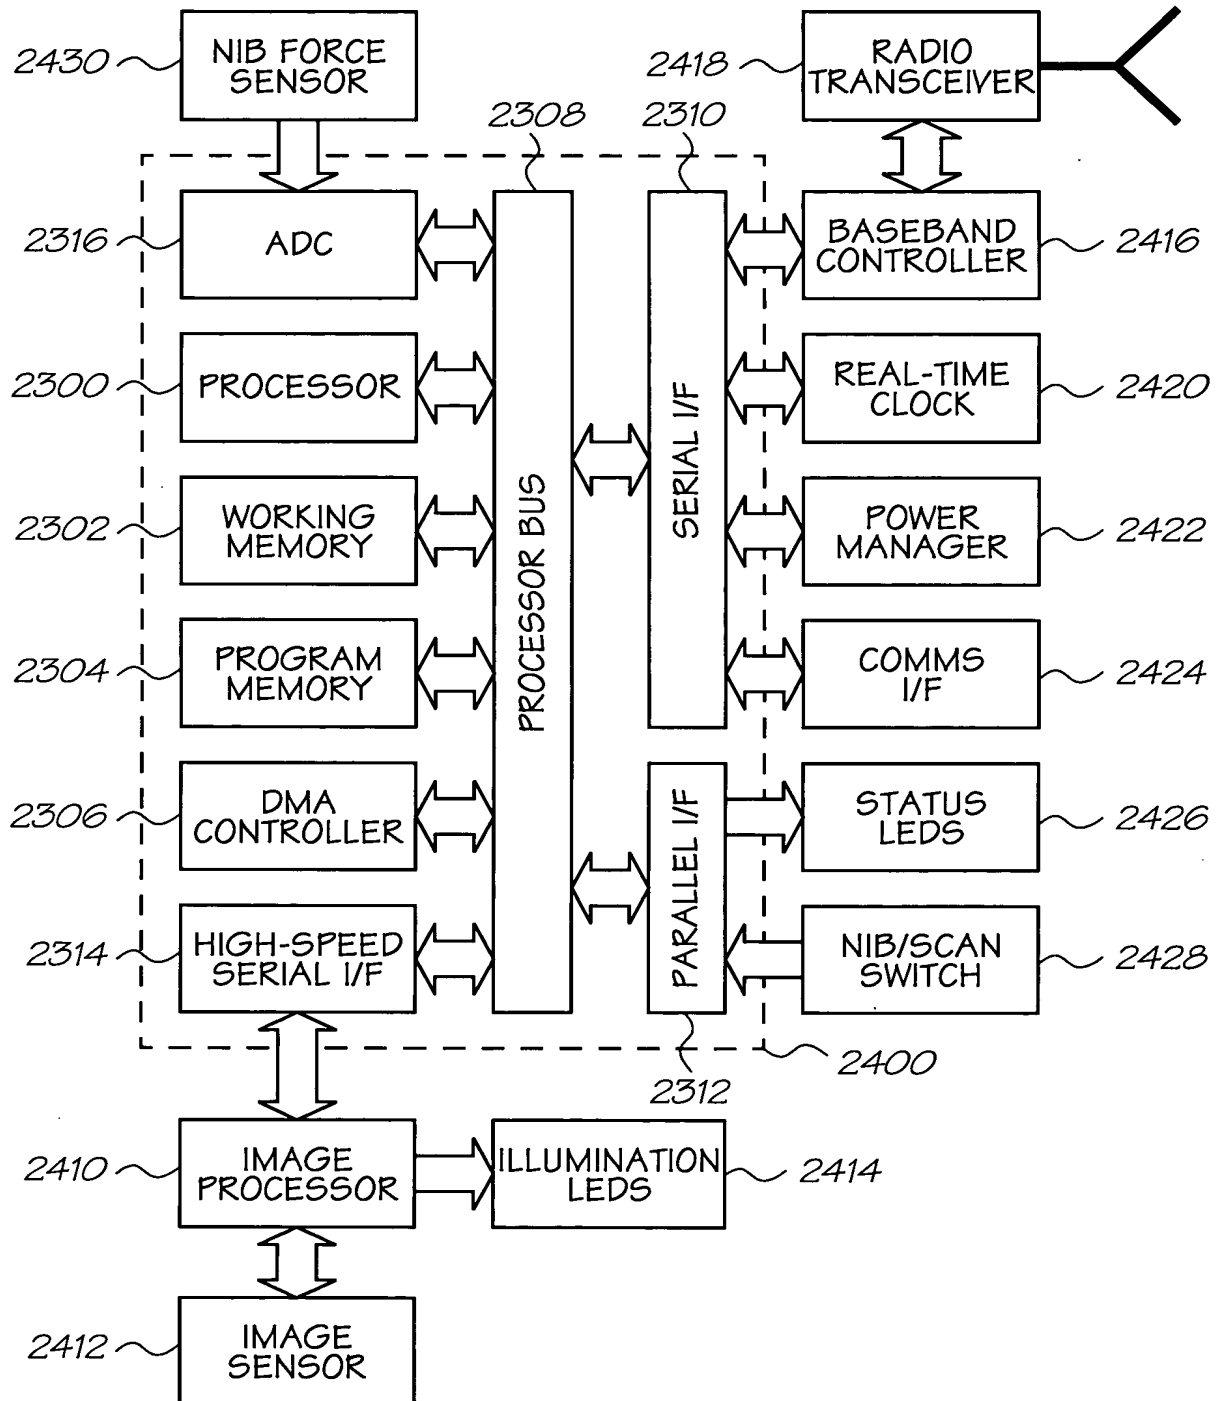 2430
NIB FORCE
SENSOR
2418
RADIO
TRANSCEIVER
2308
2310
2316
ADC
BASEBAND
CONTROLLER
2416
2300
PROCESSOR
REAL-TIME
CLOCK
2420
2302
WORKING
MEMORY
PROCESSOR BUS
SERIAL I/F
POWER
MANAGER
2422
2304
PROGRAM
MEMORY
COMMS
I/F
2424
2306
DMA
CONTROLLER
PARALLEL I/F
STATUS
LEDS
2426
2314
HIGH-SPEED
SERIAL I/F
NIB/SCAN
SWITCH
2428
2312
2400
2410
IMAGE
PROCESSOR
ILLUMINATION
LEDS
2414
2412
IMAGE
SENSOR